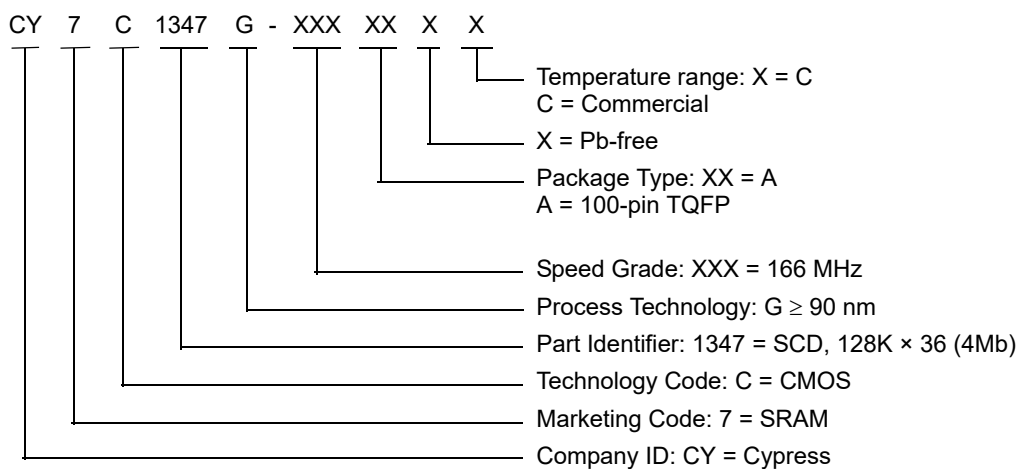 CY 7 C 1347 G - XXX XX X X
Temperature range: X = C
C = Commercial
X = Pb-free
Package Type: XX = A
A = 100-pin TQFP
Speed Grade: XXX = 166 MHz
Process Technology: G ≥ 90 nm
Part Identifier: 1347 = SCD, 128K × 36 (4Mb)
Technology Code: C = CMOS
Marketing Code: 7 = SRAM
Company ID: CY = Cypress